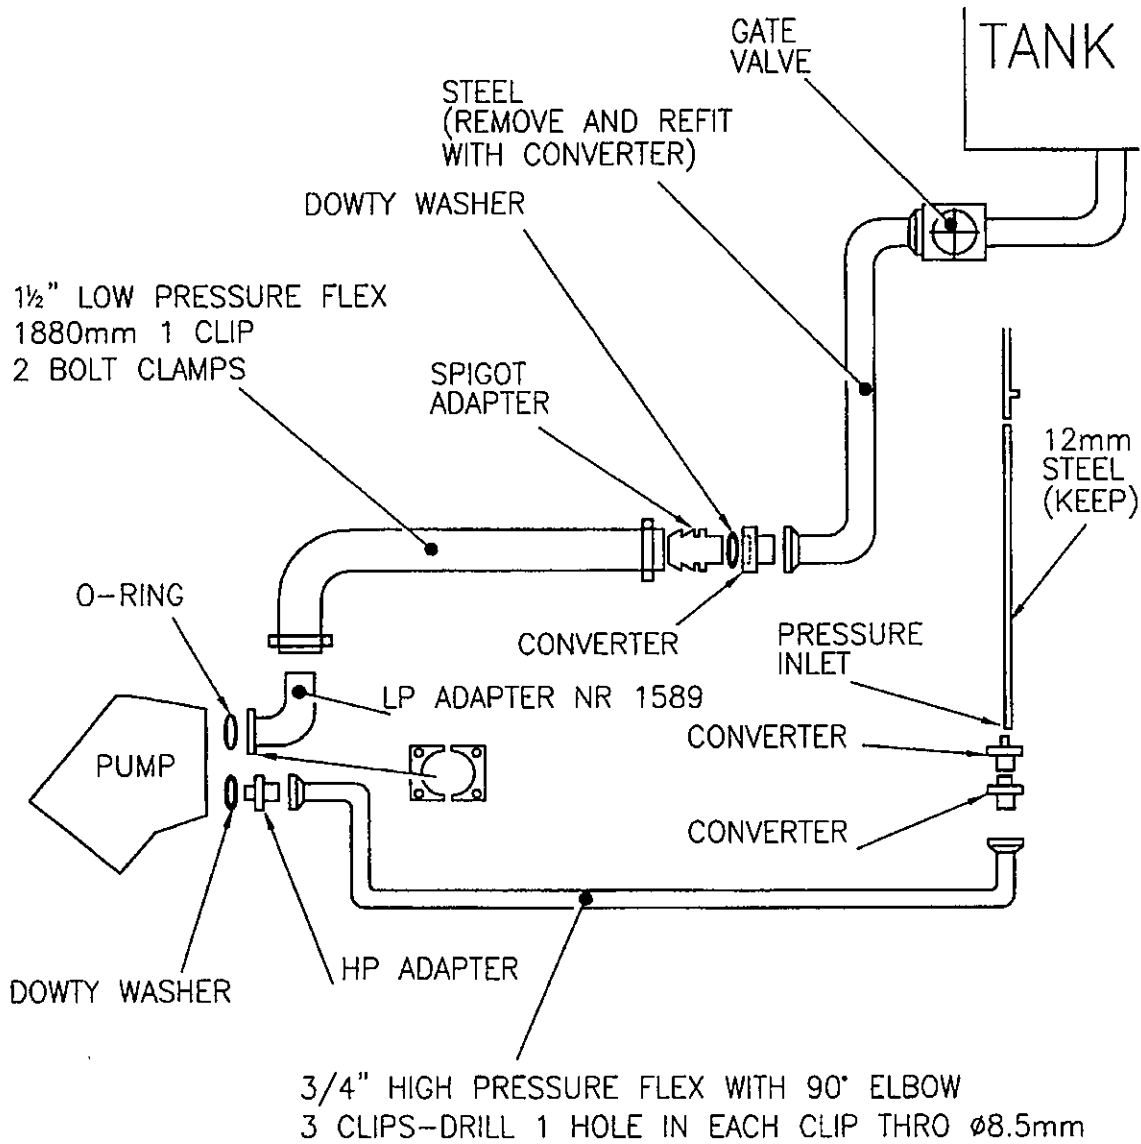 GATE
VALVE
TANK
STEEL
(REMOVE AND REFIT
WITH CONVERTER)
DOWTY WASHER
1½" LOW PRESSURE FLEX
1880mm 1 CLIP
2 BOLT CLAMPS
SPIGOT
ADAPTER
12mm
STEEL
(KEEP)
O-RING
CONVERTER
PRESSURE
INLET
LP ADAPTER NR 1589
CONVERTER
PUMP
CONVERTER
HP ADAPTER
DOWTY WASHER
3/4" HIGH PRESSURE FLEX WITH 90° ELBOW
3 CLIPS-DRILL 1 HOLE IN EACH CLIP THRO ø8.5mm